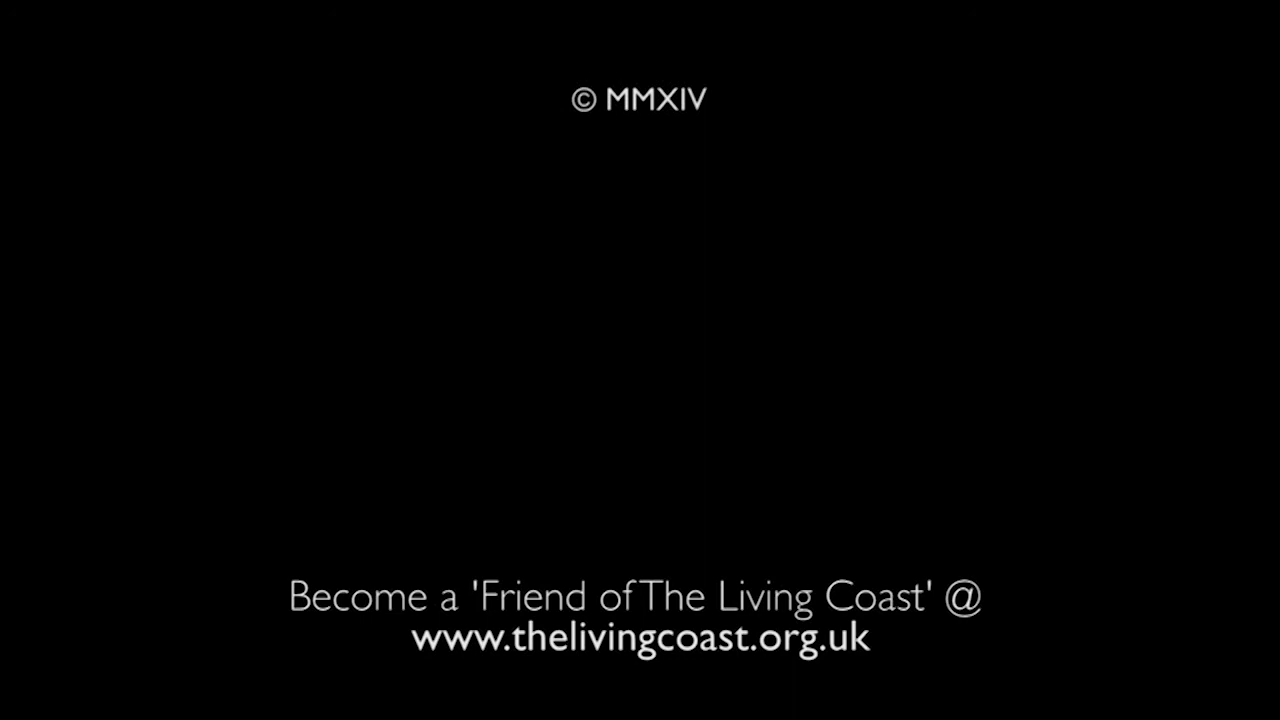 © MMXIV
Become a 'Friend of The Living Coast' @
www.thelivingcoast.org.uk